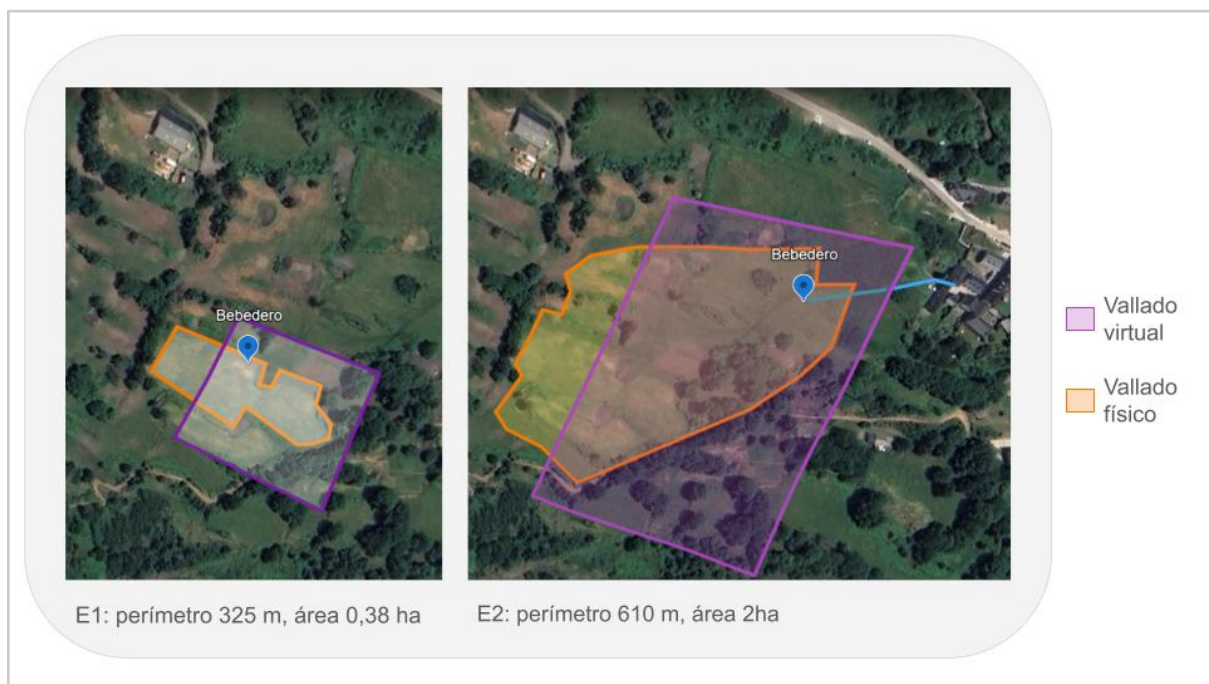 Bebedero
Bebedero
Vallado
virtual
Vallado
físico
E1: perímetro 325 m, área 0,38 ha
E2: perímetro 610 m, área 2ha